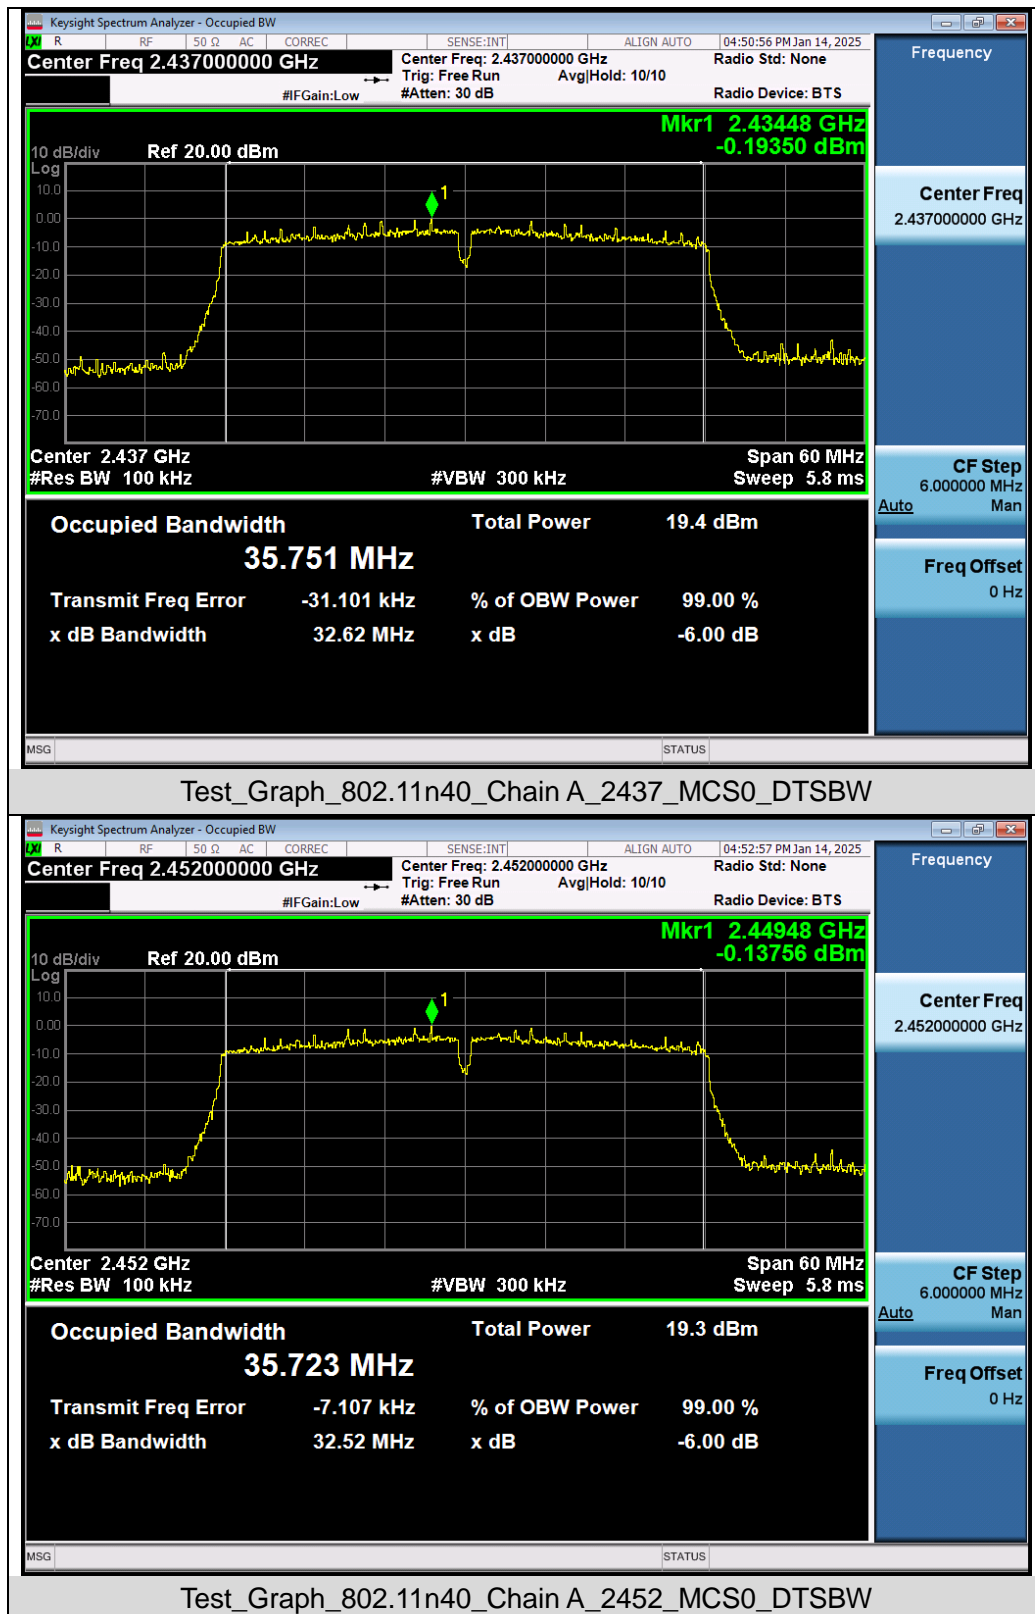 Keysight Spectrum Analyzer - Occupied BW
LXI R RF 50 Ω AC CORREC SENSE:INT ALIGN AUTO 04:50:56 PM Jan 14, 2025
Center Freq 2.437000000 GHz
Center Freq: 2.437000000 GHz Radio Std: None
Trig: Free Run Avg|Hold: 10/10
#IFGain:Low #Atten: 30 dB Radio Device: BTS
Frequency
Mkr1 2.43448 GHz
-0.19350 dBm
10 dB/div Ref 20.00 dBm
Log
10.0
0.00
-10.0
-20.0
-30.0
-40.0
-50.0
-60.0
-70.0
1
Center 2.437 GHz Span 60 MHz
#Res BW 100 kHz #VBW 300 kHz Sweep 5.8 ms
Center Freq
2.437000000 GHz
CF Step
6.000000 MHz
Auto Man
Freq Offset
0 Hz
Occupied Bandwidth Total Power 19.4 dBm
35.751 MHz
Transmit Freq Error -31.101 kHz % of OBW Power 99.00 %
x dB Bandwidth 32.62 MHz x dB -6.00 dB
MSG STATUS
Test_Graph_802.11n40_Chain A_2437_MCS0_DTSBW
Keysight Spectrum Analyzer - Occupied BW
LXI R RF 50 Ω AC CORREC SENSE:INT ALIGN AUTO 04:52:57 PM Jan 14, 2025
Center Freq 2.452000000 GHz
Center Freq: 2.452000000 GHz Radio Std: None
Trig: Free Run Avg|Hold: 10/10
#IFGain:Low #Atten: 30 dB Radio Device: BTS
Frequency
Mkr1 2.44948 GHz
-0.13756 dBm
10 dB/div Ref 20.00 dBm
Log
10.0
0.00
-10.0
-20.0
-30.0
-40.0
-50.0
-60.0
-70.0
1
Center 2.452 GHz Span 60 MHz
#Res BW 100 kHz #VBW 300 kHz Sweep 5.8 ms
Center Freq
2.452000000 GHz
CF Step
6.000000 MHz
Auto Man
Freq Offset
0 Hz
Occupied Bandwidth Total Power 19.3 dBm
35.723 MHz
Transmit Freq Error -7.107 kHz % of OBW Power 99.00 %
x dB Bandwidth 32.52 MHz x dB -6.00 dB
MSG STATUS
Test_Graph_802.11n40_Chain A_2452_MCS0_DTSBW